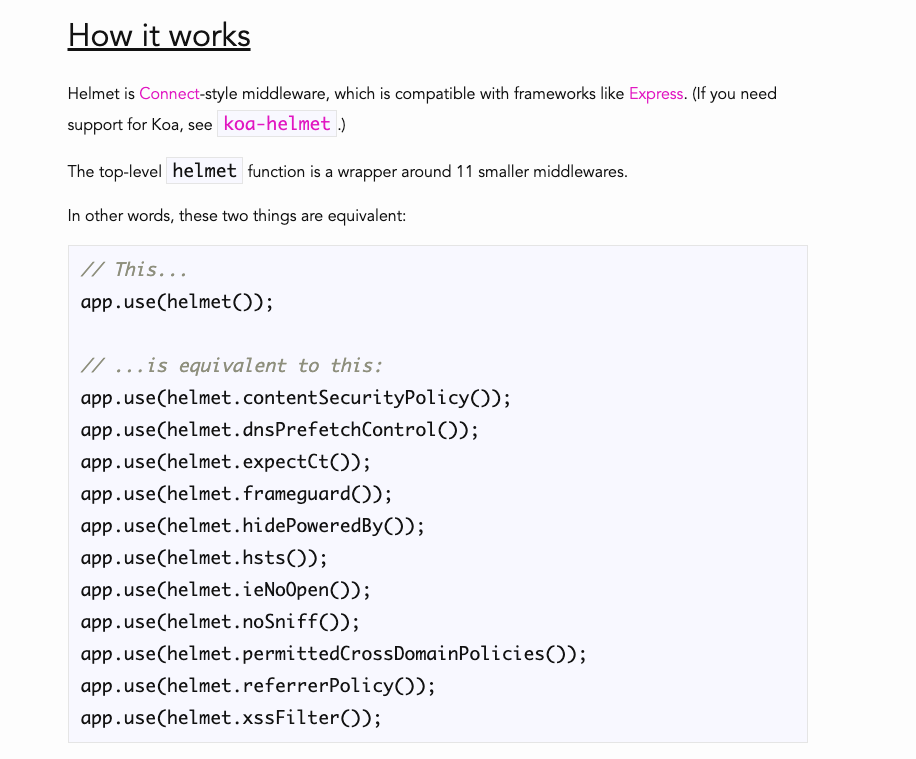 How it works
Helmet is Connect-style middleware, which is compatible with frameworks like Express. (If you need
support for Koa, see koa-helmet.)
The top-level helmet function is a wrapper around 11 smaller middlewares.
In other words, these two things are equivalent:
// This...
app.use(helmet());
// ...is equivalent to this:
app.use(helmet.contentSecurityPolicy());
app.use(helmet.dnsPrefetchControl());
app.use(helmet.expectCt());
app.use(helmet.frameguard());
app.use(helmet.hidePoweredBy());
app.use(helmet.hsts());
app.use(helmet.ieNoOpen());
app.use(helmet.noSniff());
app.use(helmet.permittedCrossDomainPolicies());
app.use(helmet.referrerPolicy());
app.use(helmet.xssFilter());